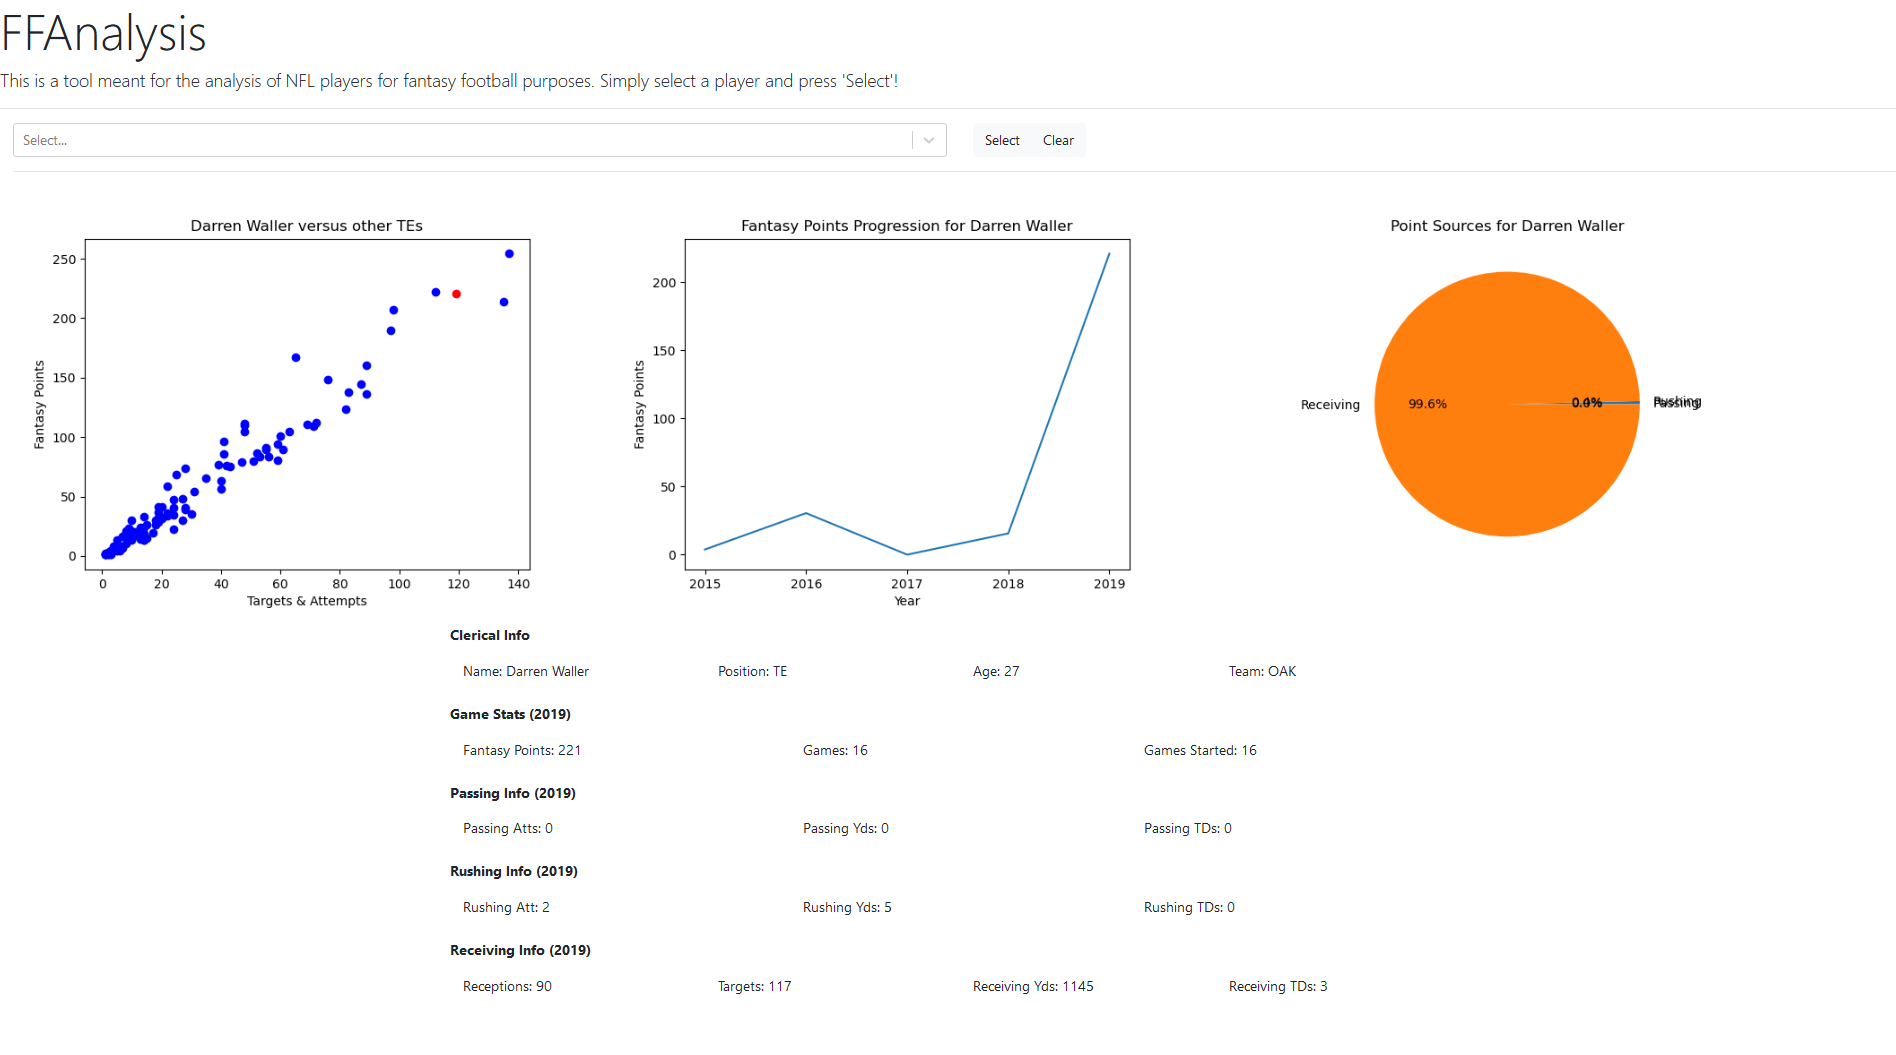 FFAnalysis
This is a tool meant for the analysis of NFL players for fantasy football purposes. Simply select a player and press 'Select'!
Select...
Select Clear
Darren Waller versus other TEs
250
200
150
100
50
0
Fantasy Points
0 20 40 60 80 100 120 140
Targets & Attempts
Fantasy Points Progression for Darren Waller
200
150
100
50
0
Fantasy Points
2015 2016 2017 2018 2019
Year
Point Sources for Darren Waller
Receiving
99.6%
Rushing
Passing
Clerical Info
Name: Darren Waller Position: TE Age: 27 Team: OAK
Game Stats (2019)
Fantasy Points: 221 Games: 16 Games Started: 16
Passing Info (2019)
Passing Atts: 0 Passing Yds: 0 Passing TDs: 0
Rushing Info (2019)
Rushing Att: 2 Rushing Yds: 5 Rushing TDs: 0
Receiving Info (2019)
Receptions: 90 Targets: 117 Receiving Yds: 1145 Receiving TDs: 3